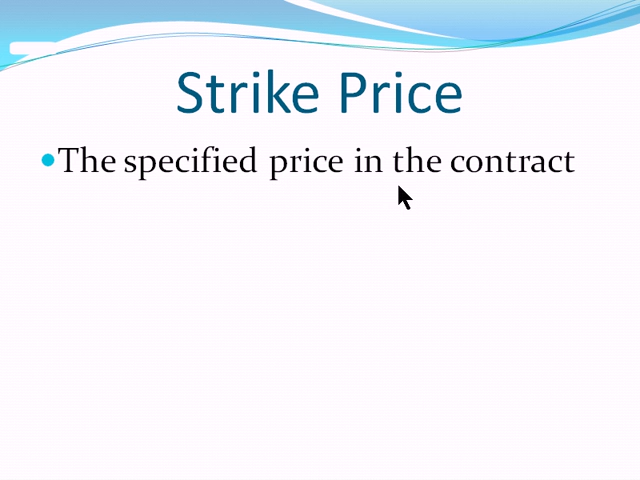 Strike Price
•The specified price in the contract